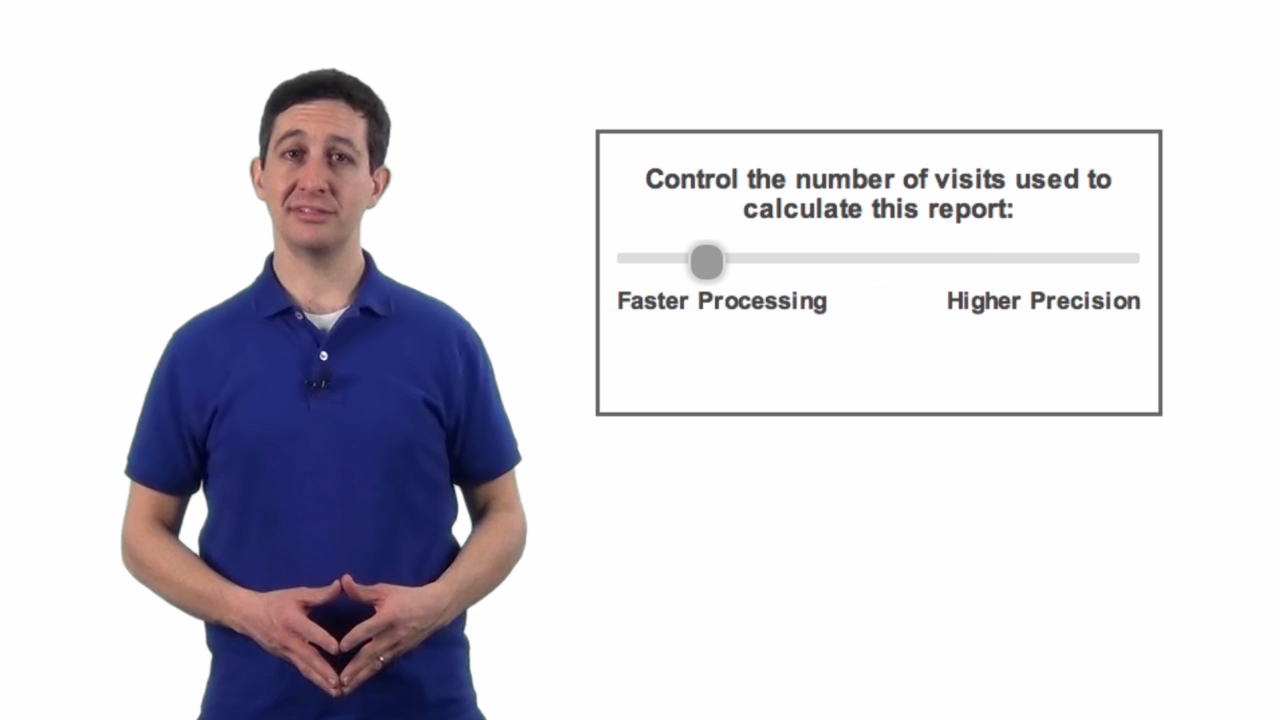 Control the number of visits used to
calculate this report:
Faster Processing Higher Precision